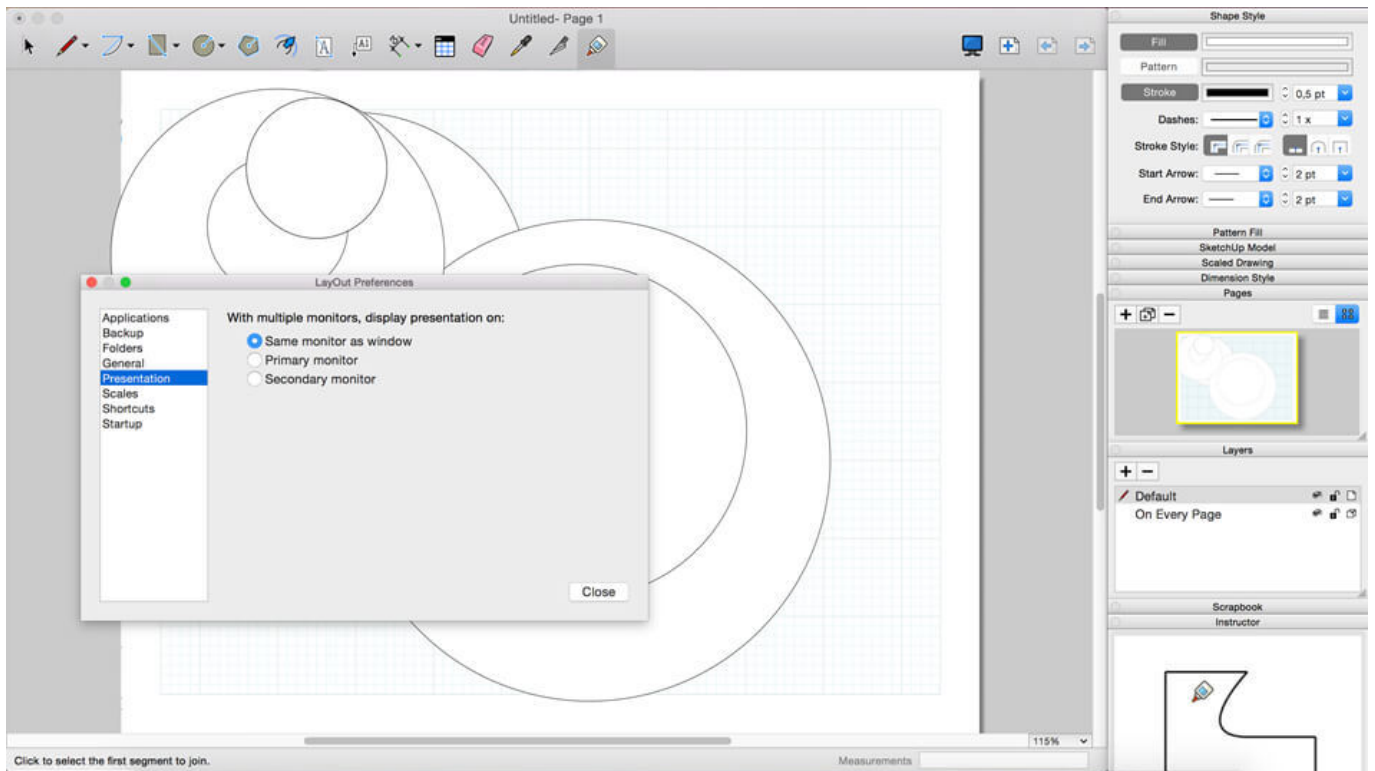 Untitled- Page 1
A
A1
Shape Style
Fill
Pattern
Stroke
0,5 pt
Dashes:
1 x
Stroke Style:
Start Arrow:
2 pt
End Arrow:
2 pt
Pattern Fill
SketchUp Model
Scaled Drawing
Dimension Style
Pages
Layers
Default
On Every Page
Scrapbook
Instructor
LayOut Preferences
Applications
Backup
Folders
General
Presentation
Scales
Shortcuts
Startup
With multiple monitors, display presentation on:
Same monitor as window
Primary monitor
Secondary monitor
Close
115%
Click to select the first segment to join.
Measurements